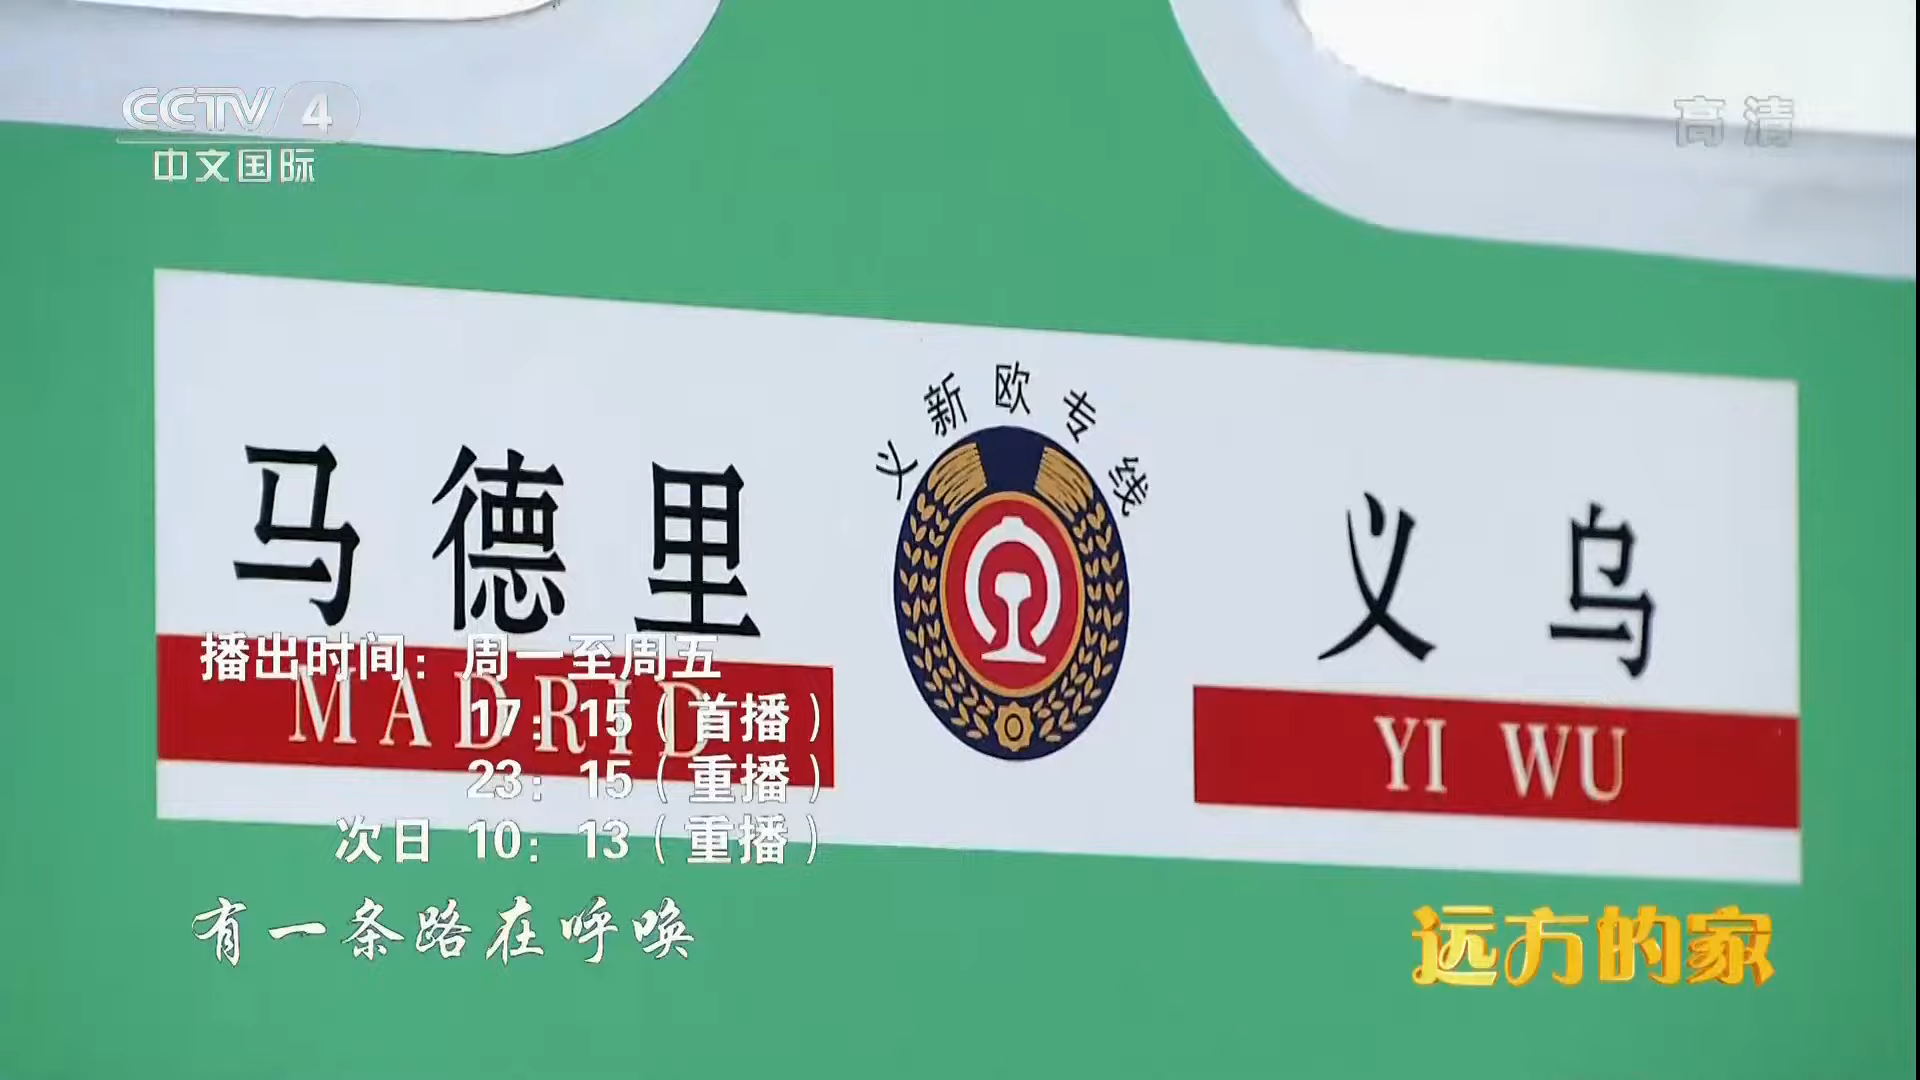 CCTV 4
中文国际
高清
义新欧专线
马德里
义乌
MADRID
YI WU
播出时间：周一至周五
17：15（首播）
23：15（重播）
次日 10：13（重播）
有一条路在呼唤
远方的家